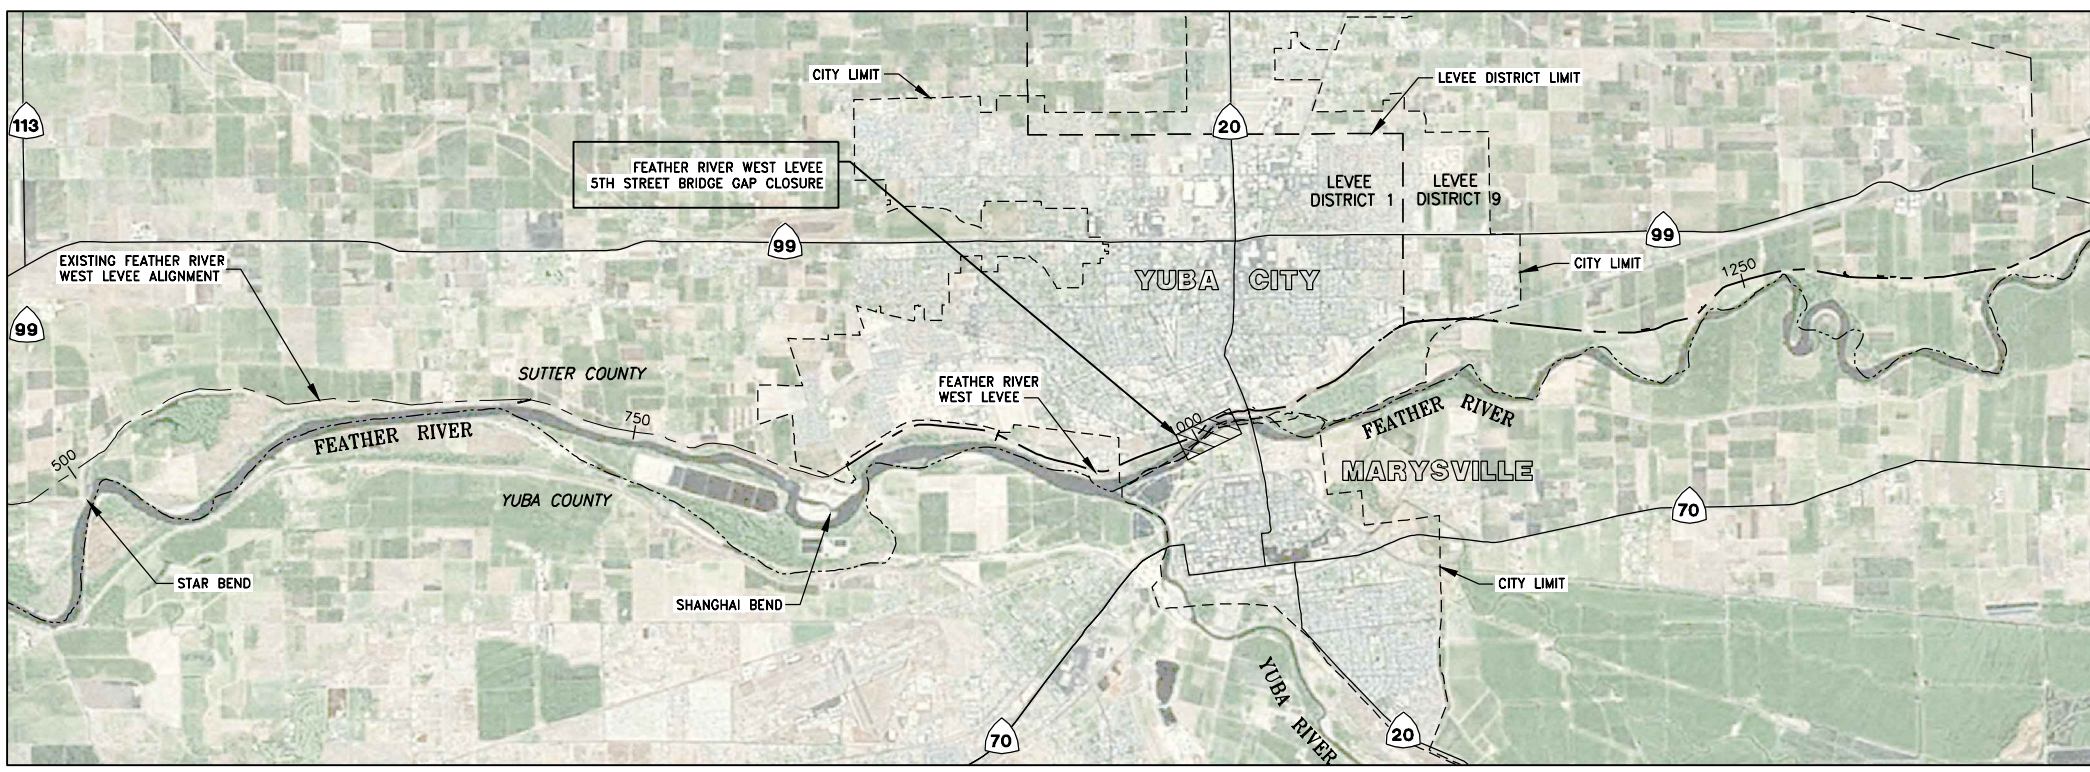 CITY LIMIT
LEVEE DISTRICT LIMIT
113
20
FEATHER RIVER WEST LEVEE
5TH STREET BRIDGE GAP CLOSURE
LEVEE
DISTRICT 1
LEVEE
DISTRICT 9
99
99
EXISTING FEATHER RIVER
WEST LEVEE ALIGNMENT
CITY LIMIT
YUBA CITY
1250
99
SUTTER COUNTY
FEATHER RIVER
WEST LEVEE
750
000
FEATHER RIVER
FEATHER RIVER
500
MARYSVILLE
YUBA COUNTY
70
STAR BEND
SHANGHAI BEND
CITY LIMIT
YUBA RIVER
70
20